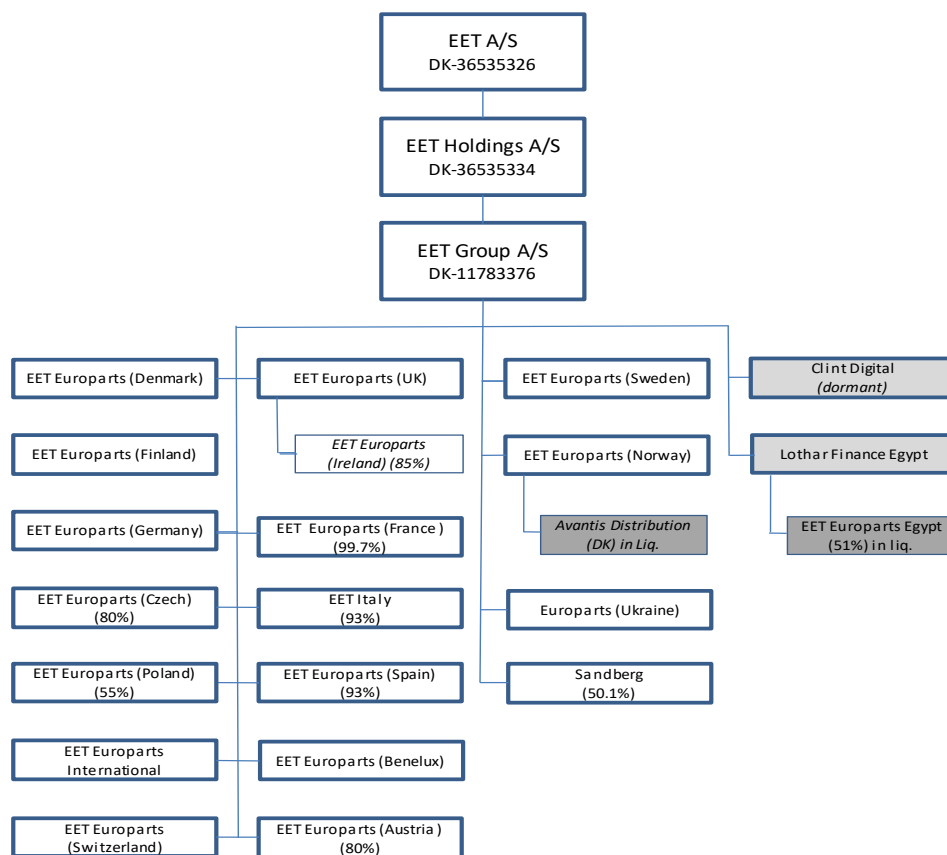 EET A/S
DK-36535326
EET Holdings A/S
DK-36535334
EET Group A/S
DK-11783376
EET Europarts (Denmark)
EET Europarts (UK)
EET Europarts (Sweden)
Clint Digital
(dormant)
EET Europarts (Finland)
EET Europarts
(Ireland) (85%)
EET Europarts (Norway)
Lothar Finance Egypt
EET Europarts (Germany)
EET Europarts (France)
(99.7%)
Avantis Distribution
(DK) in Liq.
EET Europarts Egypt
(51%) in liq.
EET Europarts (Czech)
(80%)
EET Italy
(93%)
Europarts (Ukraine)
EET Europarts (Poland)
(55%)
EET Europarts (Spain)
(93%)
Sandberg
(50.1%)
EET Europarts
International
EET Europarts (Benelux)
EET Europarts
(Switzerland)
EET Europarts (Austria)
(80%)